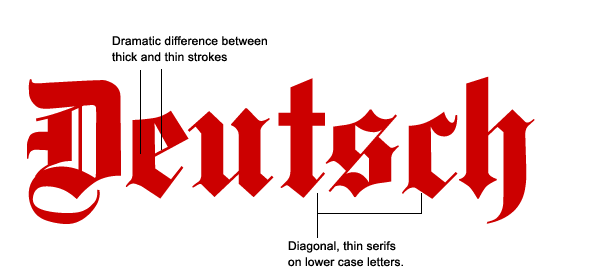 Dramatic difference between
thick and thin strokes
Deutsch
Diagonal, thin serifs
on lower case letters.